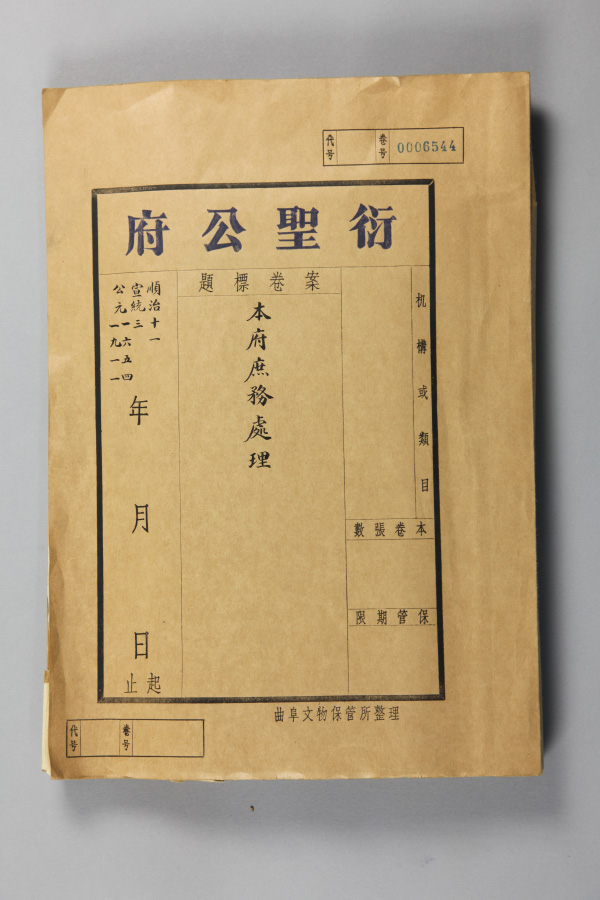 代号 卷号 0006544
衍聖公府
机構或類目
本卷張數
保管期限
案卷標題
本府庶務處理
順治十一
宣統三
公元一六五四
一九一一
年 月 日
起止
曲阜文物保管所整理
代号 卷号